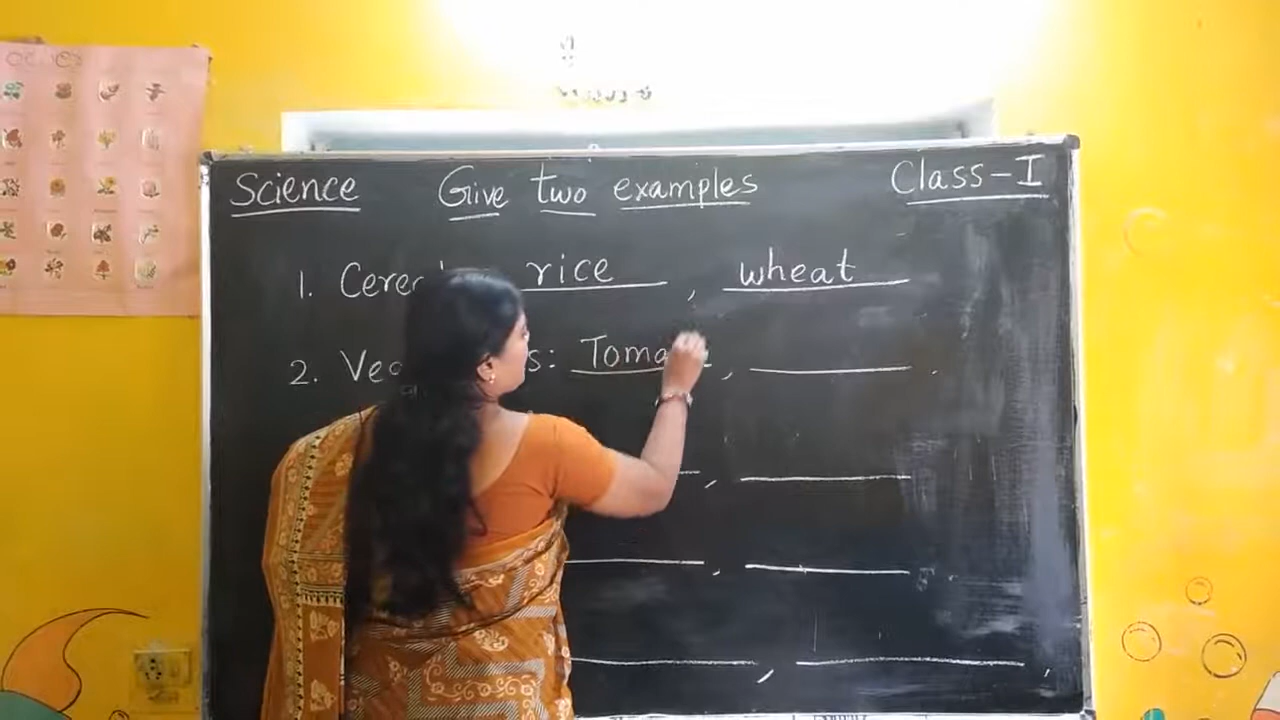 Science Give two examples Class-I
1. Cere rice, wheat
2. Ve s: Toma ,